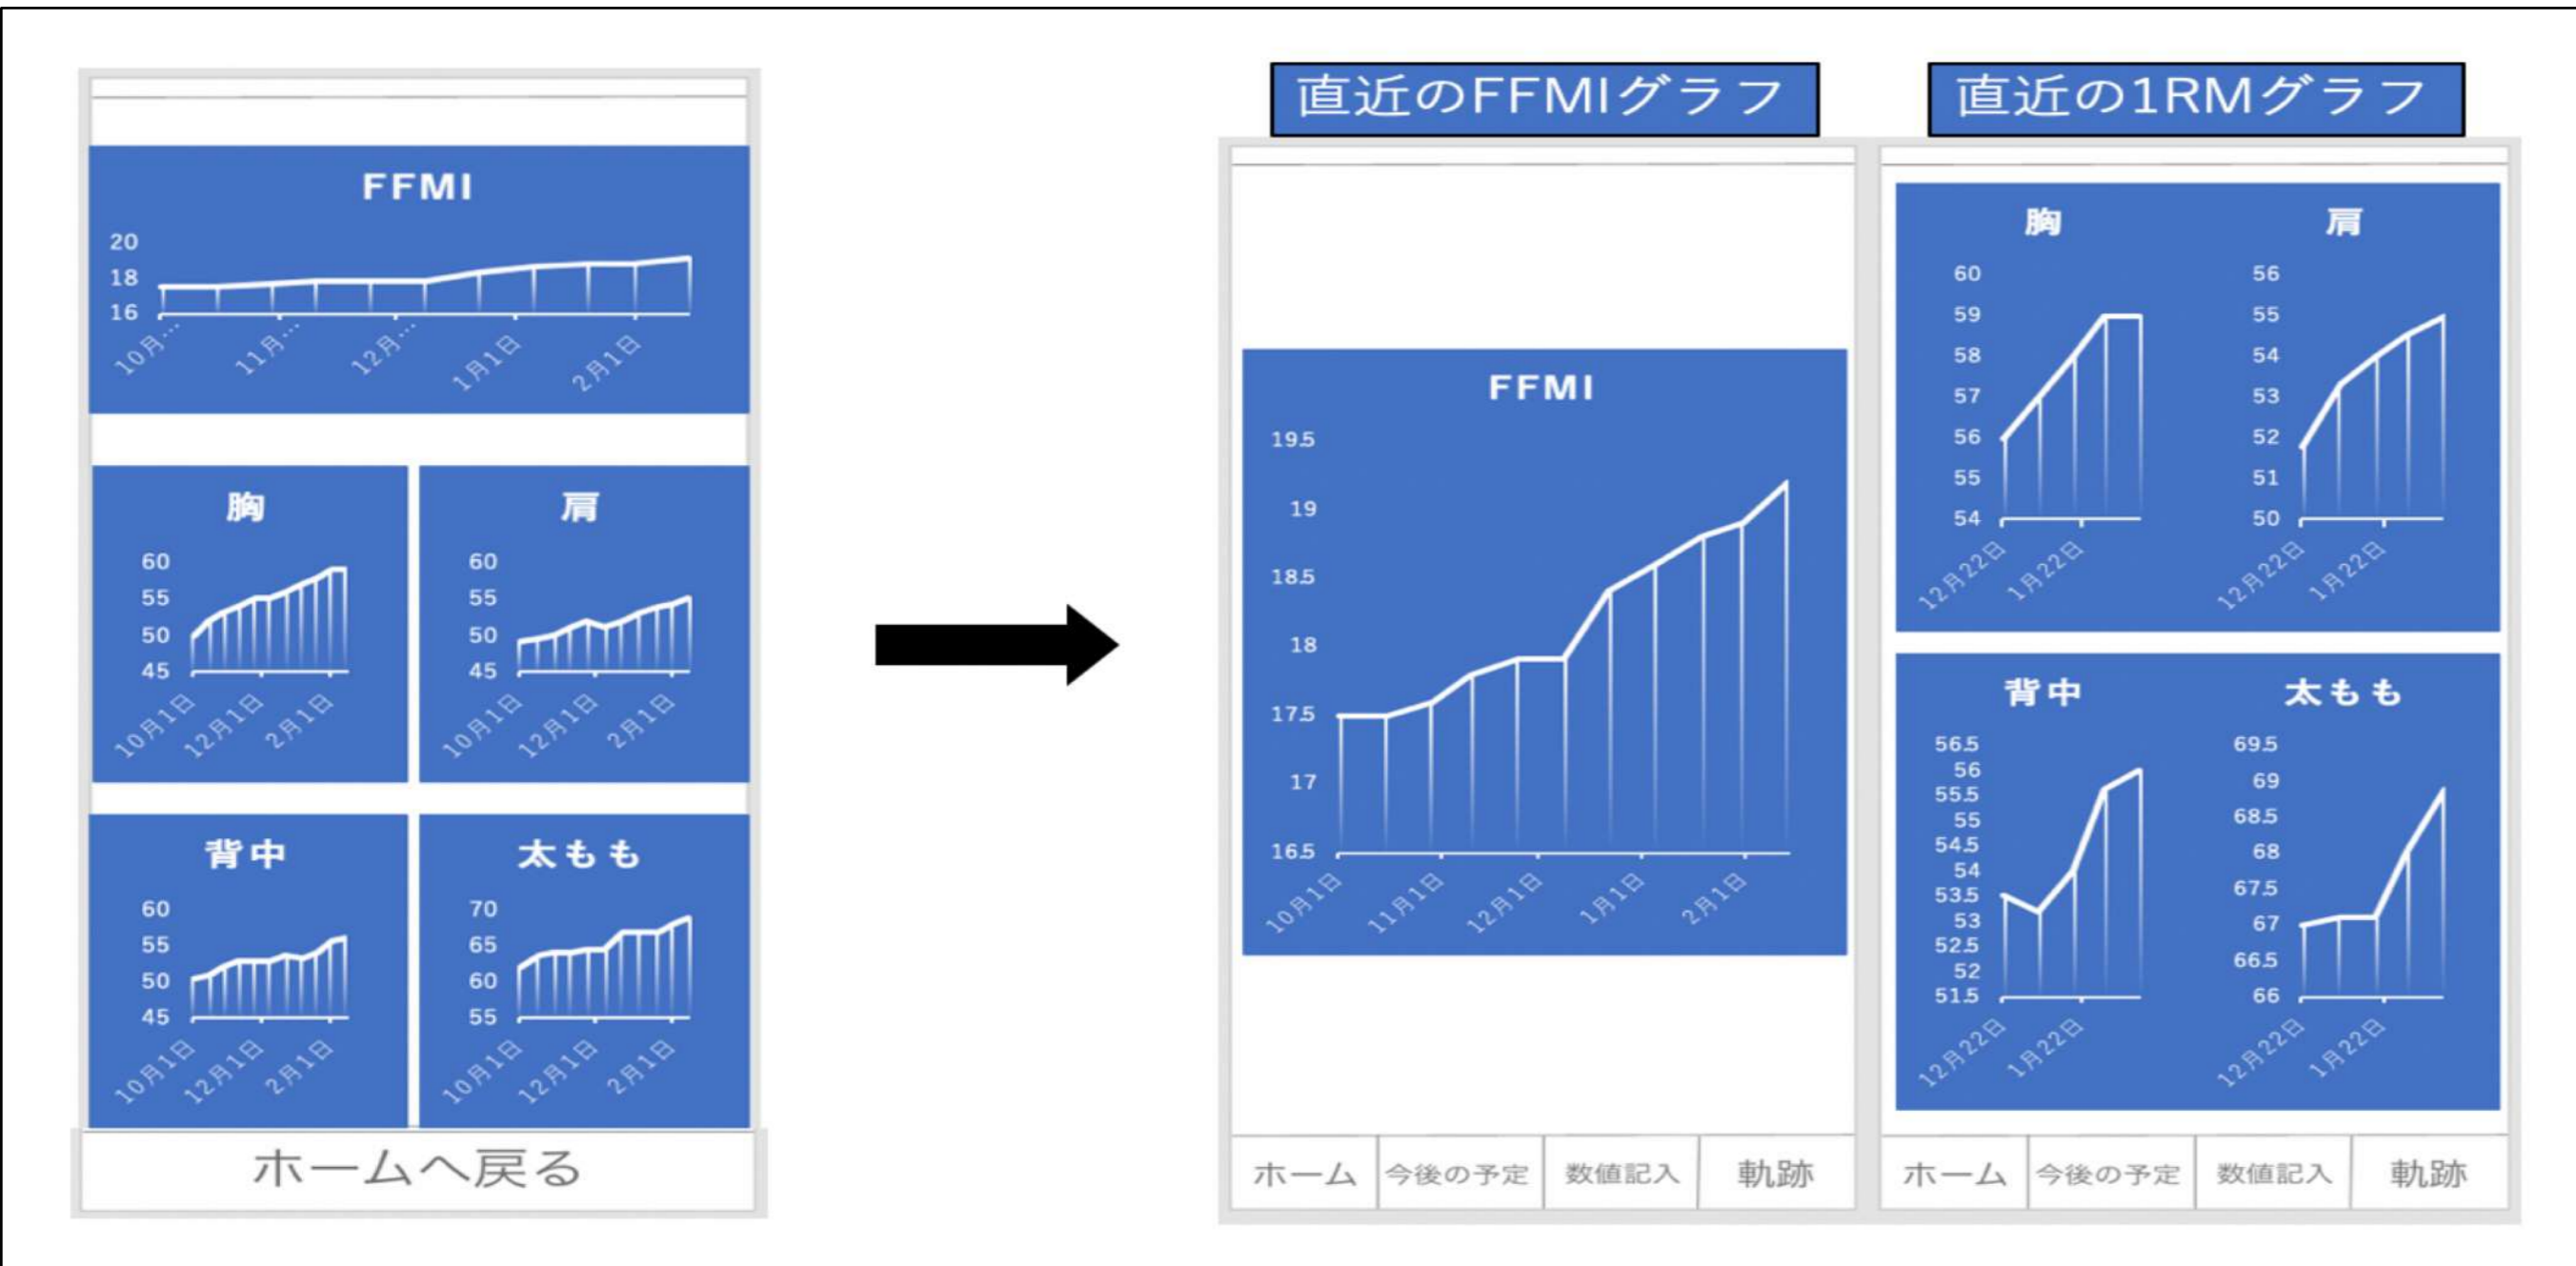 FFMI
20
18
16
10月… 11月… 12月… 1月1日 2月1日
胸
60
55
50
45
10月1日 12月1日 2月1日
肩
60
55
50
45
10月1日 12月1日 2月1日
背中
60
55
50
45
10月1日 12月1日 2月1日
太もも
70
65
60
55
10月1日 12月1日 2月1日
ホームへ戻る
直近のFFMIグラフ
FFMI
19.5
19
18.5
18
17.5
17
16.5
10月1日 11月1日 12月1日 1月1日 2月1日
ホーム 今後の予定 数値記入 軌跡
直近の1RMグラフ
胸
60
59
58
57
56
55
54
12月22日 1月22日
肩
56
55
54
53
52
51
50
12月22日 1月22日
背中
56.5
56
55.5
55
54.5
54
53.5
53
52.5
52
51.5
12月22日 1月22日
太もも
69.5
69
68.5
68
67.5
67
66.5
66
12月22日 1月22日
ホーム 今後の予定 数値記入 軌跡